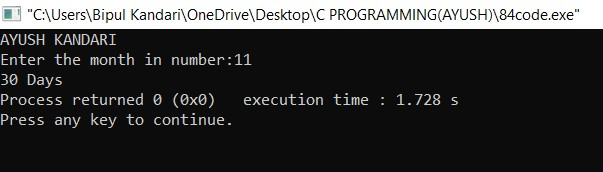 "C:\Users\Bipul Kandari\OneDrive\Desktop\C PROGRAMMING(AYUSH)\84code.exe"
AYUSH KANDARI
Enter the month in number:11
30 Days
Process returned 0 (0x0)   execution time : 1.728 s
Press any key to continue.